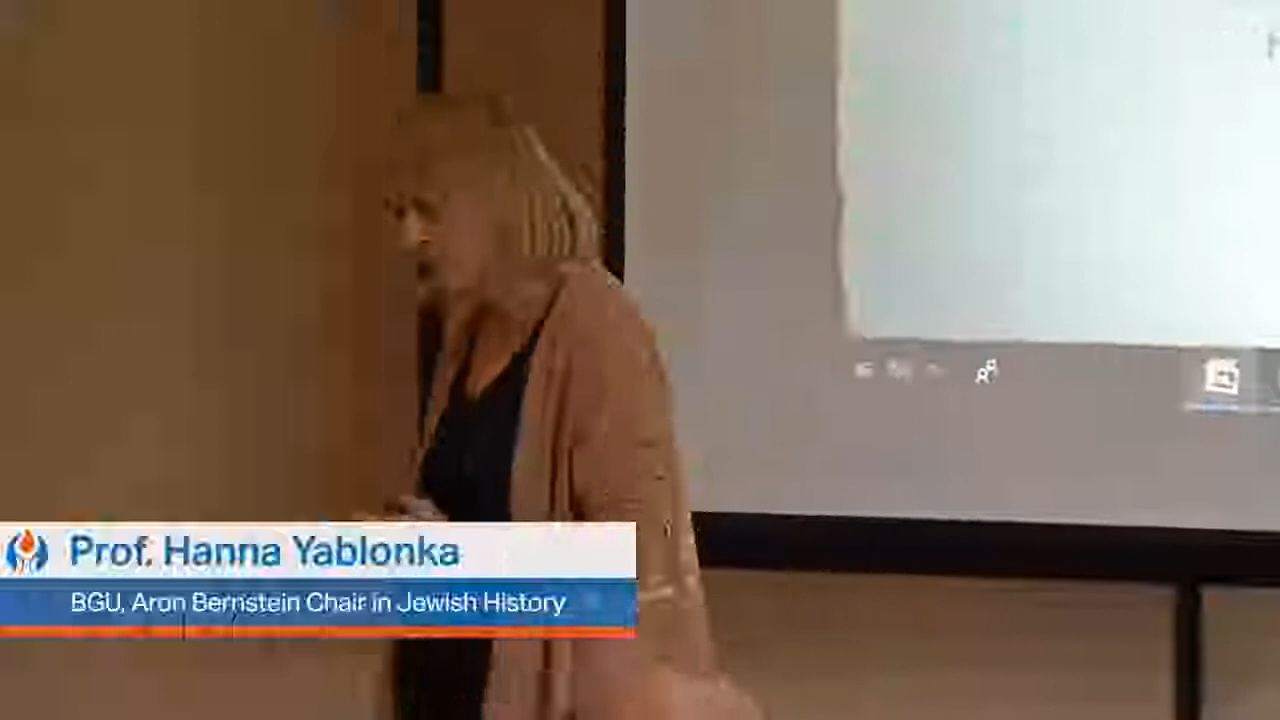 Prof. Hanna Yablonka
BGU, Aron Bernstein Chair in Jewish History